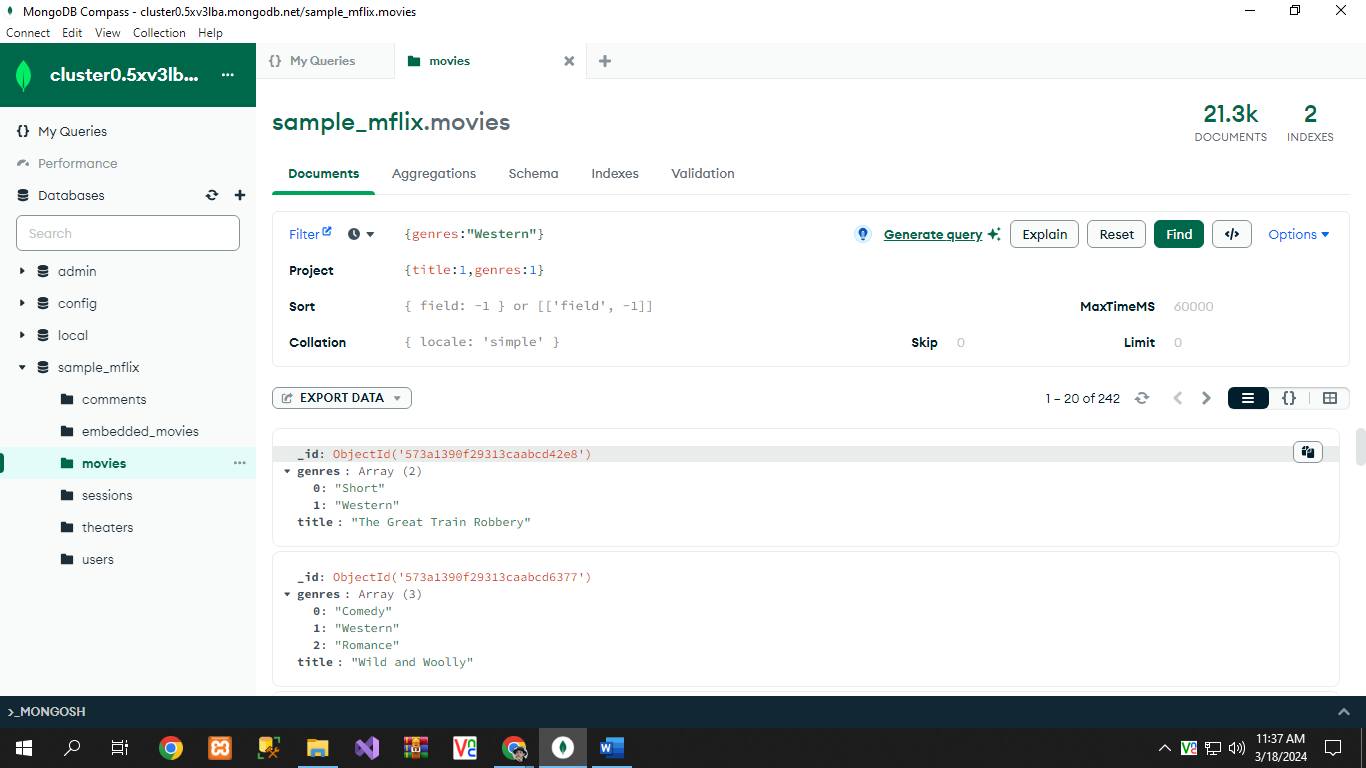 MongoDB Compass - cluster0.5xv3lba.mongodb.net/sample_mflix.movies
Connect Edit View Collection Help
cluster0.5xv3lb... ...
{} My Queries
movies
My Queries
Performance
Databases
Search
admin
config
local
sample_mflix
comments
embedded_movies
movies
sessions
theaters
users
sample_mflix.movies
21.3k
DOCUMENTS
2
INDEXES
Documents Aggregations Schema Indexes Validation
Filter {genres:"Western"} Generate query Explain Reset Find </> Options
Project {title:1,genres:1}
Sort { field: -1 } or [['field', -1]] MaxTimeMS 60000
Collation { locale: 'simple' } Skip 0 Limit 0
EXPORT DATA 1 – 20 of 242 {}
_id: ObjectId('573a1390f29313caabcd42e8')
genres : Array (2)
0: "Short"
1: "Western"
title : "The Great Train Robbery"
_id: ObjectId('573a1390f29313caabcd6377')
genres : Array (3)
0: "Comedy"
1: "Western"
2: "Romance"
title : "Wild and Woolly"
>_MONGOSH
11:37 AM
3/18/2024